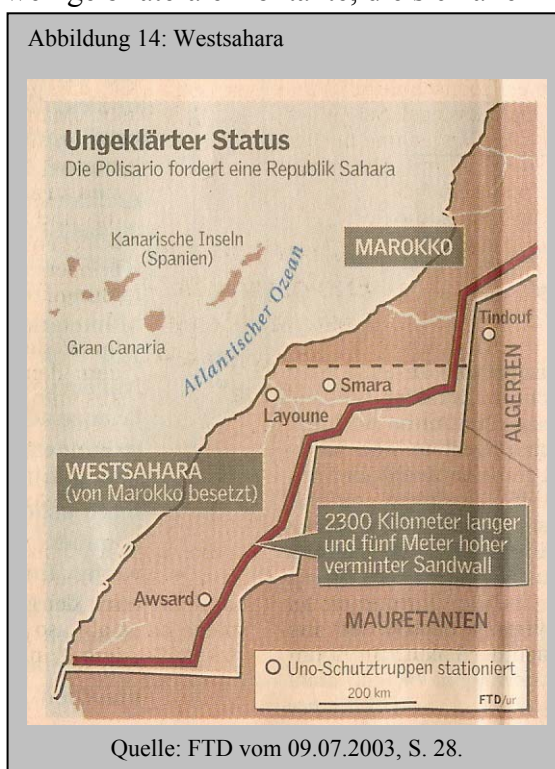 Abbildung 14: Westsahara
Ungeklärter Status
Die Polisario fordert eine Republik Sahara
Kanarische Inseln
(Spanien)
MAROKKO
Atlantischer Ozean
Tindouf
Gran Canaria
Smara
ALGERIEN
Layoune
WESTSAHARA
(von Marokko besetzt)
2300 Kilometer langer
und fünf Meter hoher
verminter Sandwall
Awsard
MAURETANIEN
Uno-Schutztruppen stationiert
200 km
FTD/ur
Quelle: FTD vom 09.07.2003, S. 28.